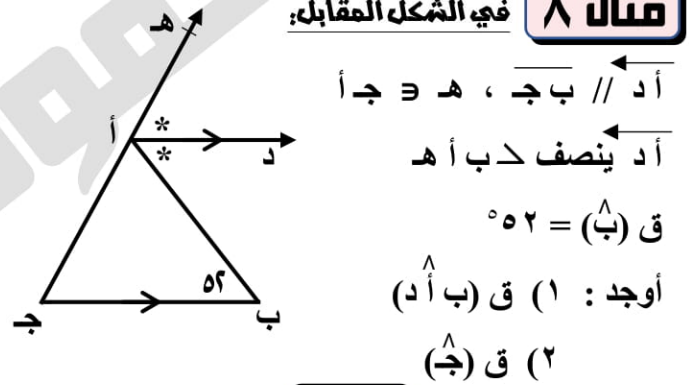 مثال ٨ في الشكل المقابل:
أ د // ب جـ ، هـ ∋ جـ أ
أ د ينصف > ب أ هـ
ق (بَ) = ٥٢°
أوجد : ١) ق (ب أ د)
٢) ق (جـ)
هـ
أ
*
*
د
٥٢
جـ
ب